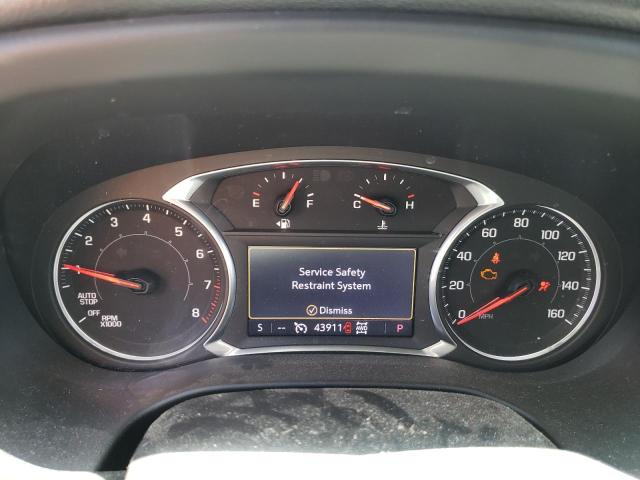 E F
C H
1 2 3 4 5 6 7 8
AUTO
STOP
OFF
RPM
X1000
Service Safety
Restraint System
Dismiss
S -- 43911 AWD P
0 20 40 60 80 100 120 140 160
MPH